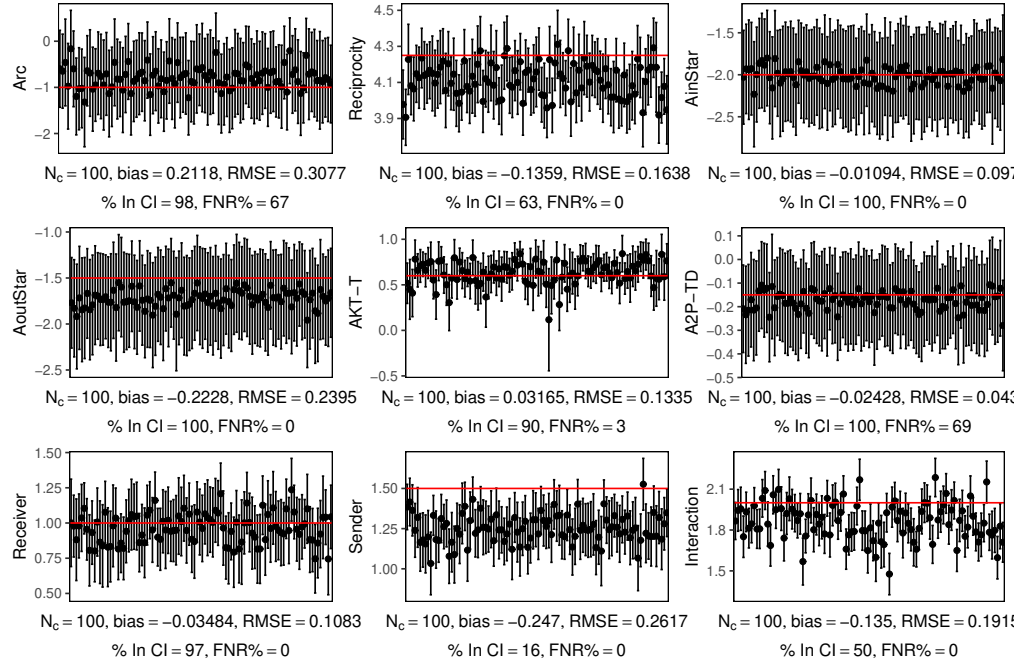 Arc
0
−1
−2
N_c = 100, bias = 0.2118, RMSE = 0.3077
% In CI = 98, FNR% = 67
Reciprocity
4.5
4.3
4.1
3.9
N_c = 100, bias = −0.1359, RMSE = 0.1638
% In CI = 63, FNR% = 0
AinStar
−1.5
−2.0
−2.5
N_c = 100, bias = −0.01094, RMSE = 0.097
% In CI = 100, FNR% = 0
AoutStar
−1.0
−1.5
−2.0
−2.5
N_c = 100, bias = −0.2228, RMSE = 0.2395
% In CI = 100, FNR% = 0
AKT−T
1.0
0.5
0.0
−0.5
N_c = 100, bias = 0.03165, RMSE = 0.1335
% In CI = 90, FNR% = 3
A2P−TD
0.1
0.0
−0.1
−0.2
−0.3
−0.4
−0.5
N_c = 100, bias = −0.02428, RMSE = 0.043
% In CI = 100, FNR% = 69
Receiver
1.50
1.25
1.00
0.75
0.50
N_c = 100, bias = −0.03484, RMSE = 0.1083
% In CI = 97, FNR% = 0
Sender
1.50
1.25
1.00
N_c = 100, bias = −0.247, RMSE = 0.2617
% In CI = 16, FNR% = 0
Interaction
2.1
1.8
1.5
N_c = 100, bias = −0.135, RMSE = 0.1915
% In CI = 50, FNR% = 0